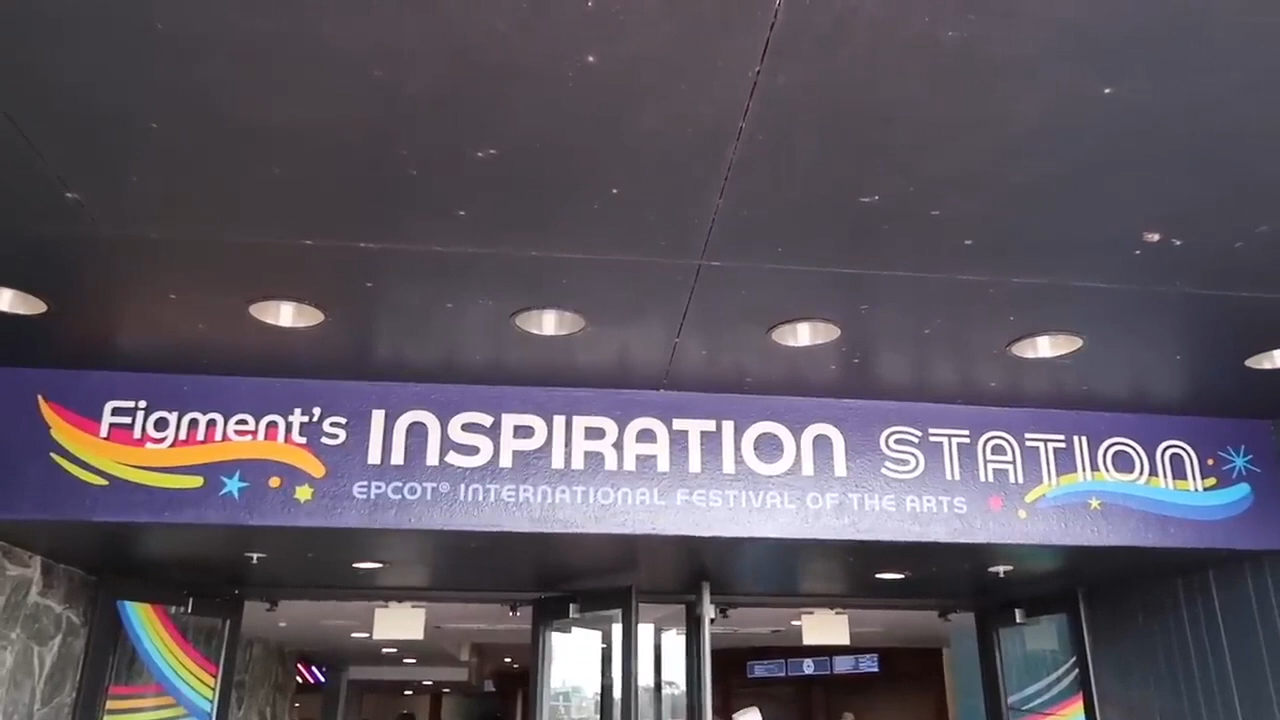 Figment's INSPIRATION STATION
EPCOT® INTERNATIONAL FESTIVAL OF THE ARTS